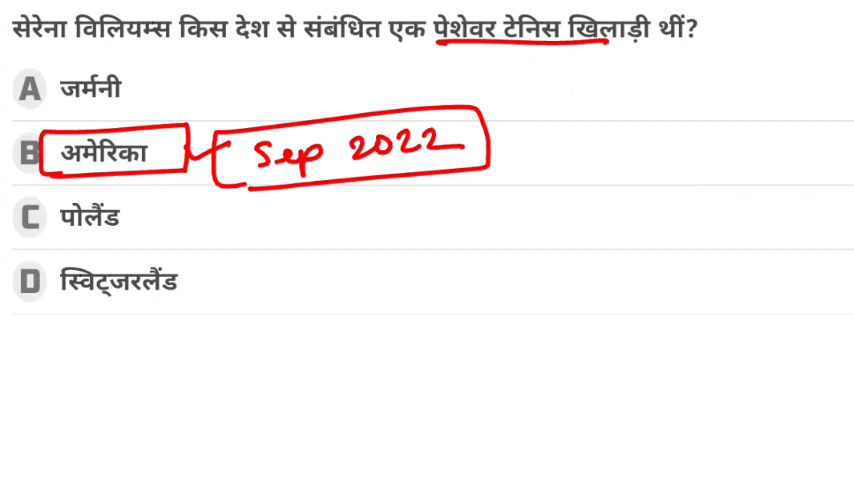 सेरेना विलियम्स किस देश से संबंधित एक पेशेवर टेनिस खिलाड़ी थीं?
A जर्मनी
B अमेरिका Sep 2022
C पोलैंड
D स्विट्जरलैंड